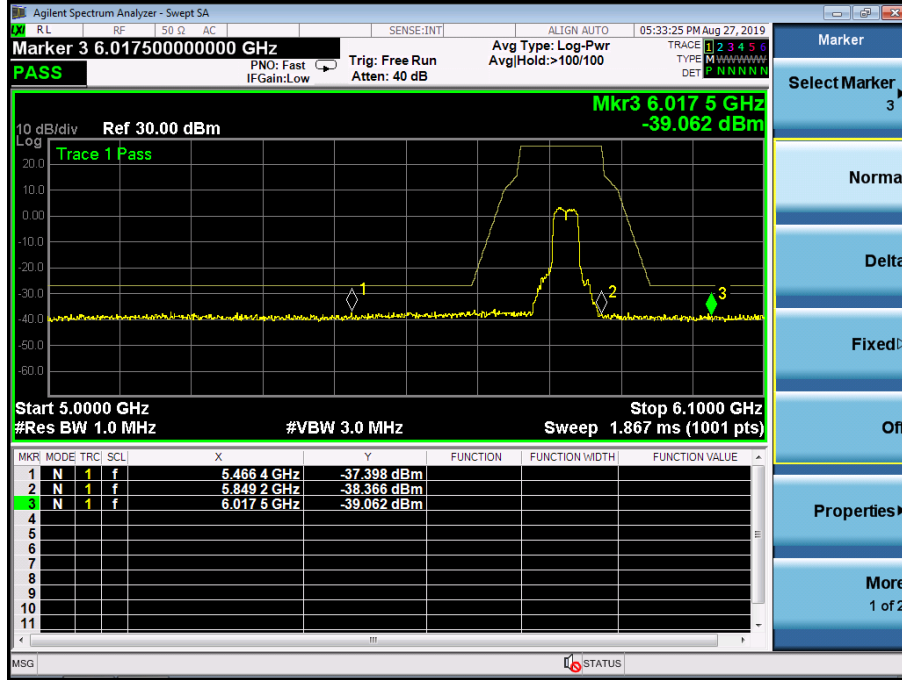 Agilent Spectrum Analyzer - Swept SA
LXI RL RF 50 Ω AC SENSE:INT ALIGN AUTO 05:33:25 PM Aug 27, 2019
Marker 3 6.017500000000 GHz
PASS
PNO: Fast
IFGain:Low
Trig: Free Run
Atten: 40 dB
Avg Type: Log-Pwr
Avg|Hold:>100/100
TRACE 1 2 3 4 5 6
TYPE M WWWWW
DET P N N N N N
Mkr3 6.017 5 GHz
-39.062 dBm
10 dB/div Ref 30.00 dBm
Log
Trace 1 Pass
20.0
10.0
0.00
-10.0
-20.0
-30.0
-40.0
-50.0
-60.0
1
2
3
Start 5.0000 GHz Stop 6.1000 GHz
#Res BW 1.0 MHz #VBW 3.0 MHz Sweep 1.867 ms (1001 pts)
MKR MODE TRC SCL X Y FUNCTION FUNCTION WIDTH FUNCTION VALUE
1 N 1 f 5.466 4 GHz -37.398 dBm
2 N 1 f 5.849 2 GHz -38.366 dBm
3 N 1 f 6.017 5 GHz -39.062 dBm
4
5
6
7
8
9
10
11
MSG STATUS
Marker
Select Marker
3
Norma
Delta
Fixed
Of
Properties
More
1 of 2